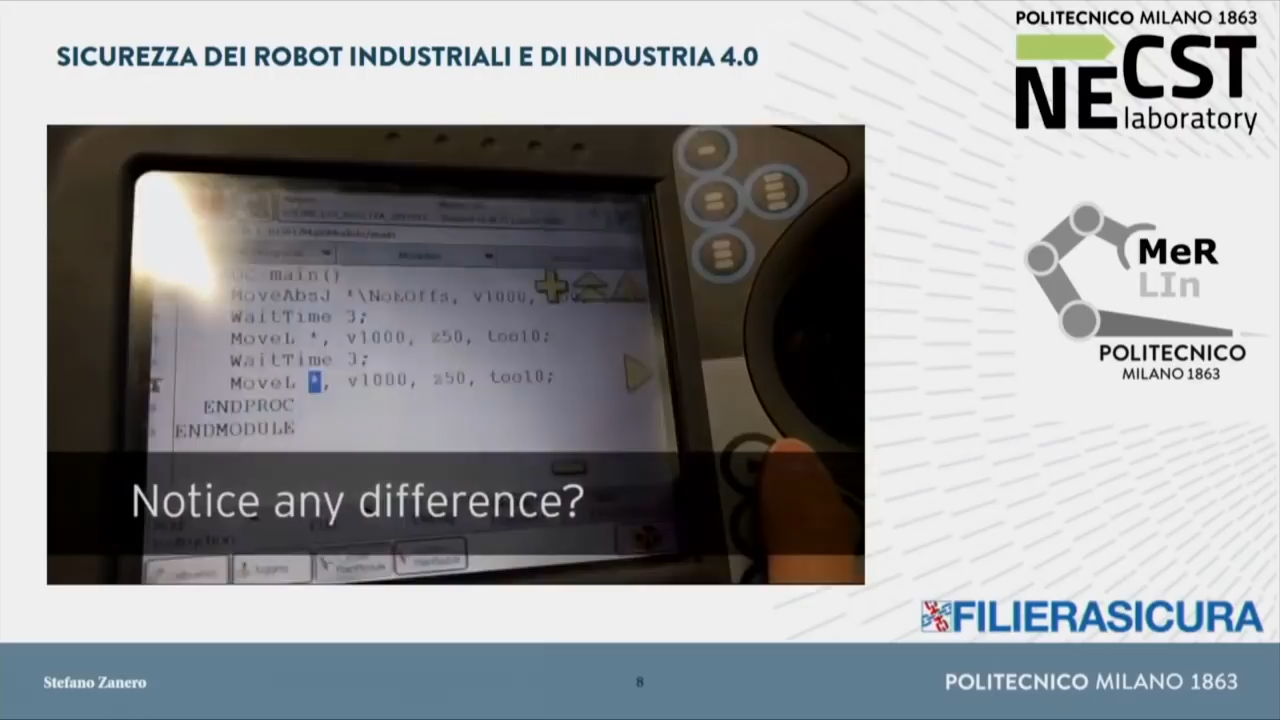 SICUREZZA DEI ROBOT INDUSTRIALI E DI INDUSTRIA 4.0
POLITECNICO MILANO 1863
NECST
laboratory
main()
MoveAbsJ *\NoEOffs, v1000,
WaitTime 3;
MoveL *, v1000, z50, tool0;
WaitTime 3;
MoveL *, v1000, z50, tool0;
ENDPROC
ENDMODULE
Notice any difference?
MeR
LIn
POLITECNICO
MILANO 1863
FILIERASICURA
Stefano Zanero
8
POLITECNICO MILANO 1863